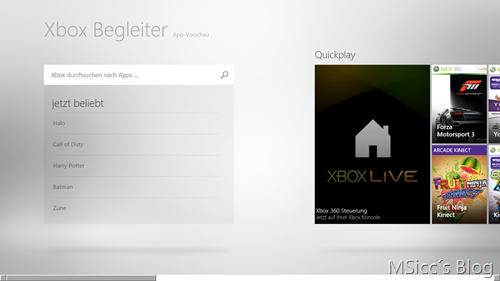 Xbox Begleiter App-Vorschau
Xbox durchsuchen nach Apps ...
jetzt beliebt
Halo
Call of Duty
Harry Potter
Batman
Zune
Quickplay
XBOX LIVE
Xbox 360 Steuerung
Jetzt auf Ihrer Xbox Konsole
XBOX 360 LIVE
Forza
Motorsport 3
ARCADE KINECT
FRUIT NINJA
KINECT
Fruit Ninja
Kinect
MSicc´s Blog